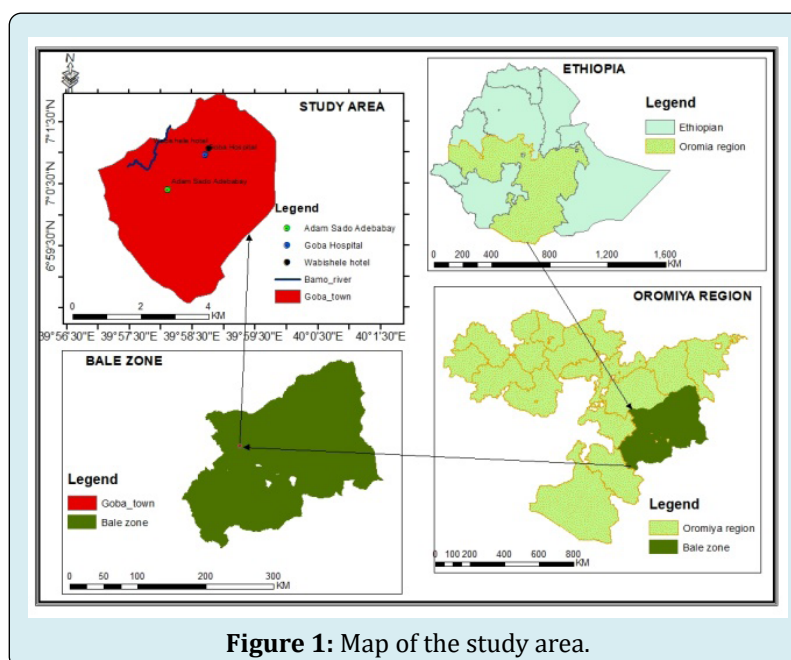 N
STUDY AREA
7°1'30"N
7°0'30"N
6°59'30"N
Goba Hospital
Adam Sado Adebabay
Legend
Adam Sado Adebabay
Goba Hospital
Wabishele hotel
Bamo_river
Goba_town
0 1 2 4
KM
39°56'30"E 39°57'30"E 39°58'30"E 39°59'30"E 40°0'30"E 40°1'30"E
ETHIOPIA
Legend
Ethiopian
Oromia region
0 200 400 800 1,200 1,600
KM
BALE ZONE
Legend
Goba_town
Bale zone
0 50 100 200 300
KM
OROMIYA REGION
Legend
Oromiya region
Bale zone
0 100 200 400 600 800
KM
Figure 1: Map of the study area.